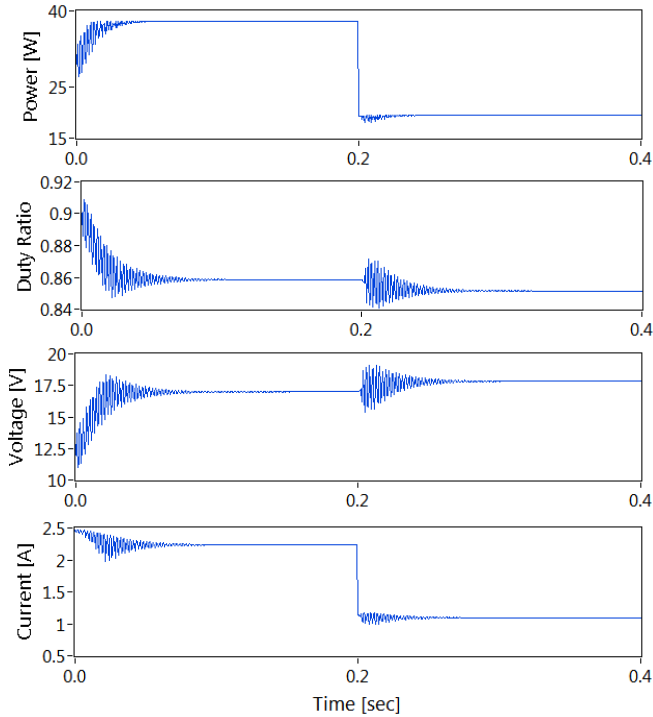 Power [W]
40
25
15
0.0 0.2 0.4
Duty Ratio
0.92
0.9
0.88
0.86
0.84
0.0 0.2 0.4
Voltage [V]
20
17.5
15
12.5
10
0.0 0.2 0.4
Current [A]
2.5
2
1.5
1
0.5
0.0 0.2 0.4
Time [sec]